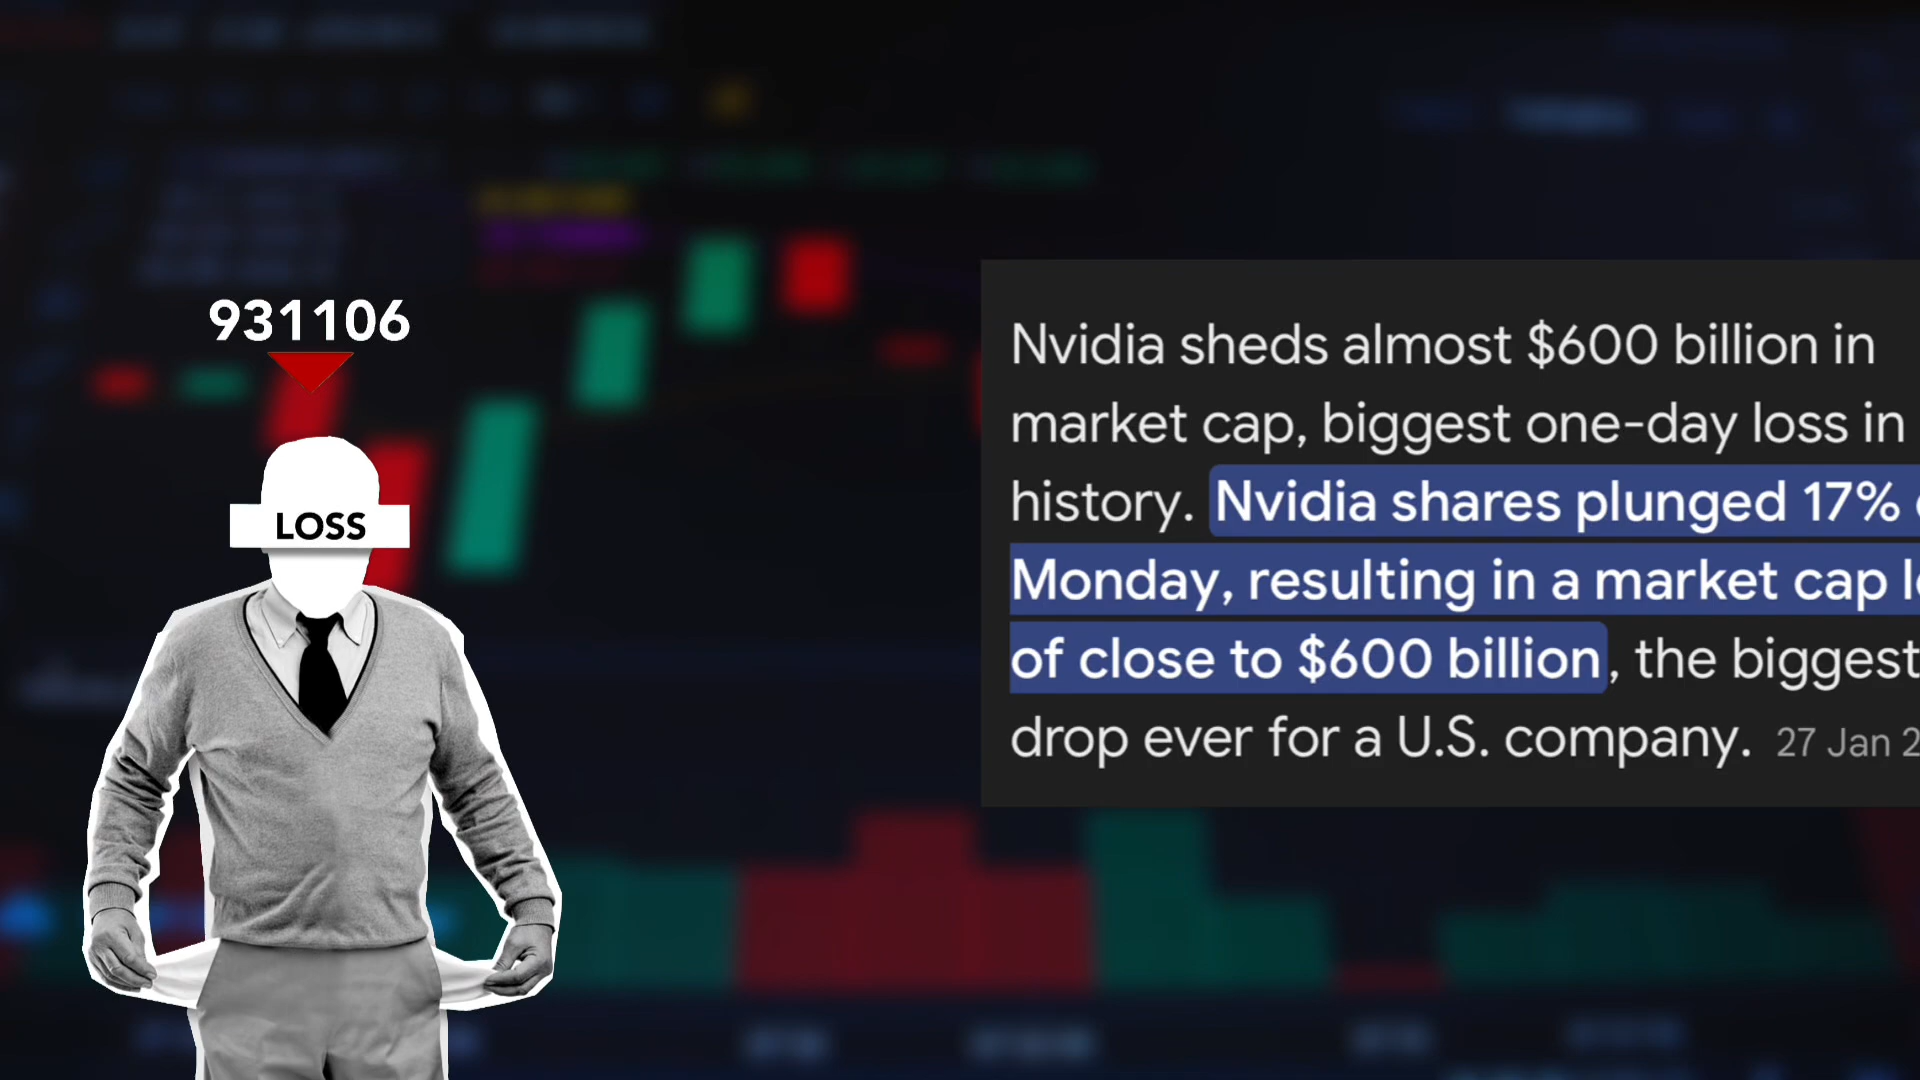 931106
LOSS
Nvidia sheds almost $600 billion in
market cap, biggest one-day loss in
history. Nvidia shares plunged 17%
Monday, resulting in a market cap
of close to $600 billion, the biggest
drop ever for a U.S. company. 27 Jan